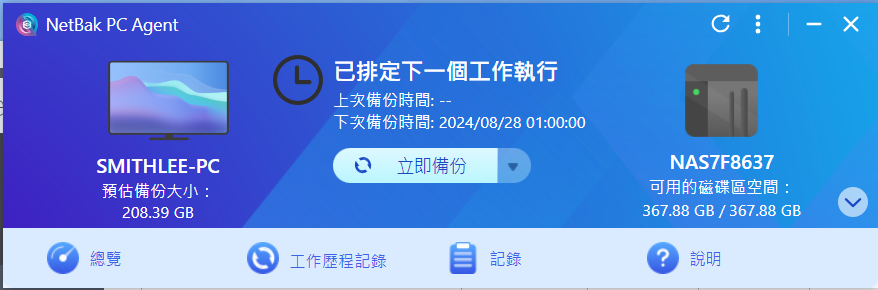 NetBak PC Agent
已排定下一個工作執行
上次備份時間: --
下次備份時間: 2024/08/28 01:00:00
立即備份
SMITHLEE-PC
預估備份大小：
208.39 GB
NAS7F8637
可用的磁碟區空間：
367.88 GB / 367.88 GB
總覽
工作歷程記錄
記錄
說明